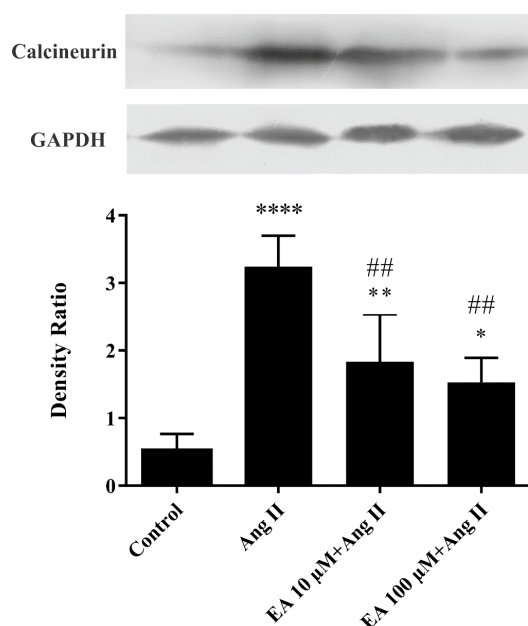 Calcineurin
GAPDH
****
##
**
##
*
4
3
2
1
0
Density Ratio
Control
Ang II
EA 10 µM+Ang II
EA 100 µM+Ang II